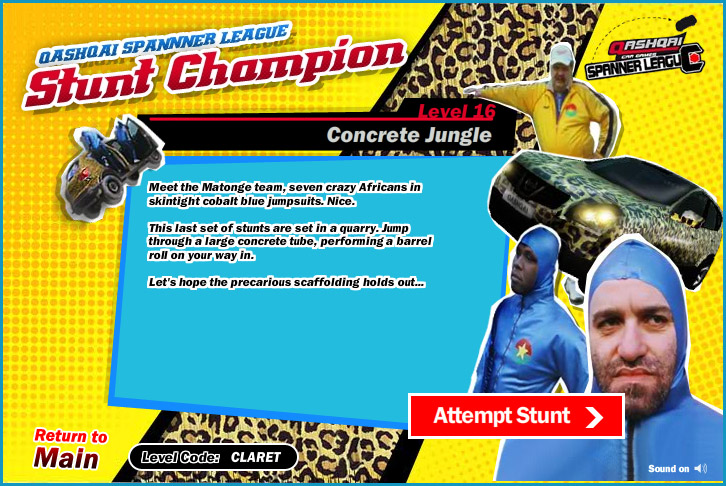 QASHQAI SPANNNER LEAGUE
Stunt Champion
QASHQAI
CAR GAMES
SPANNER LEAGUE
Level 16
Concrete Jungle
Meet the Matonge team, seven crazy Africans in
skintight cobalt blue jumpsuits. Nice.
This last set of stunts are set in a quarry. Jump
through a large concrete tube, performing a barrel
roll on your way in.
Let's hope the precarious scaffolding holds out...
Attempt Stunt
Return to
Main
Level Code: CLARET
Sound on